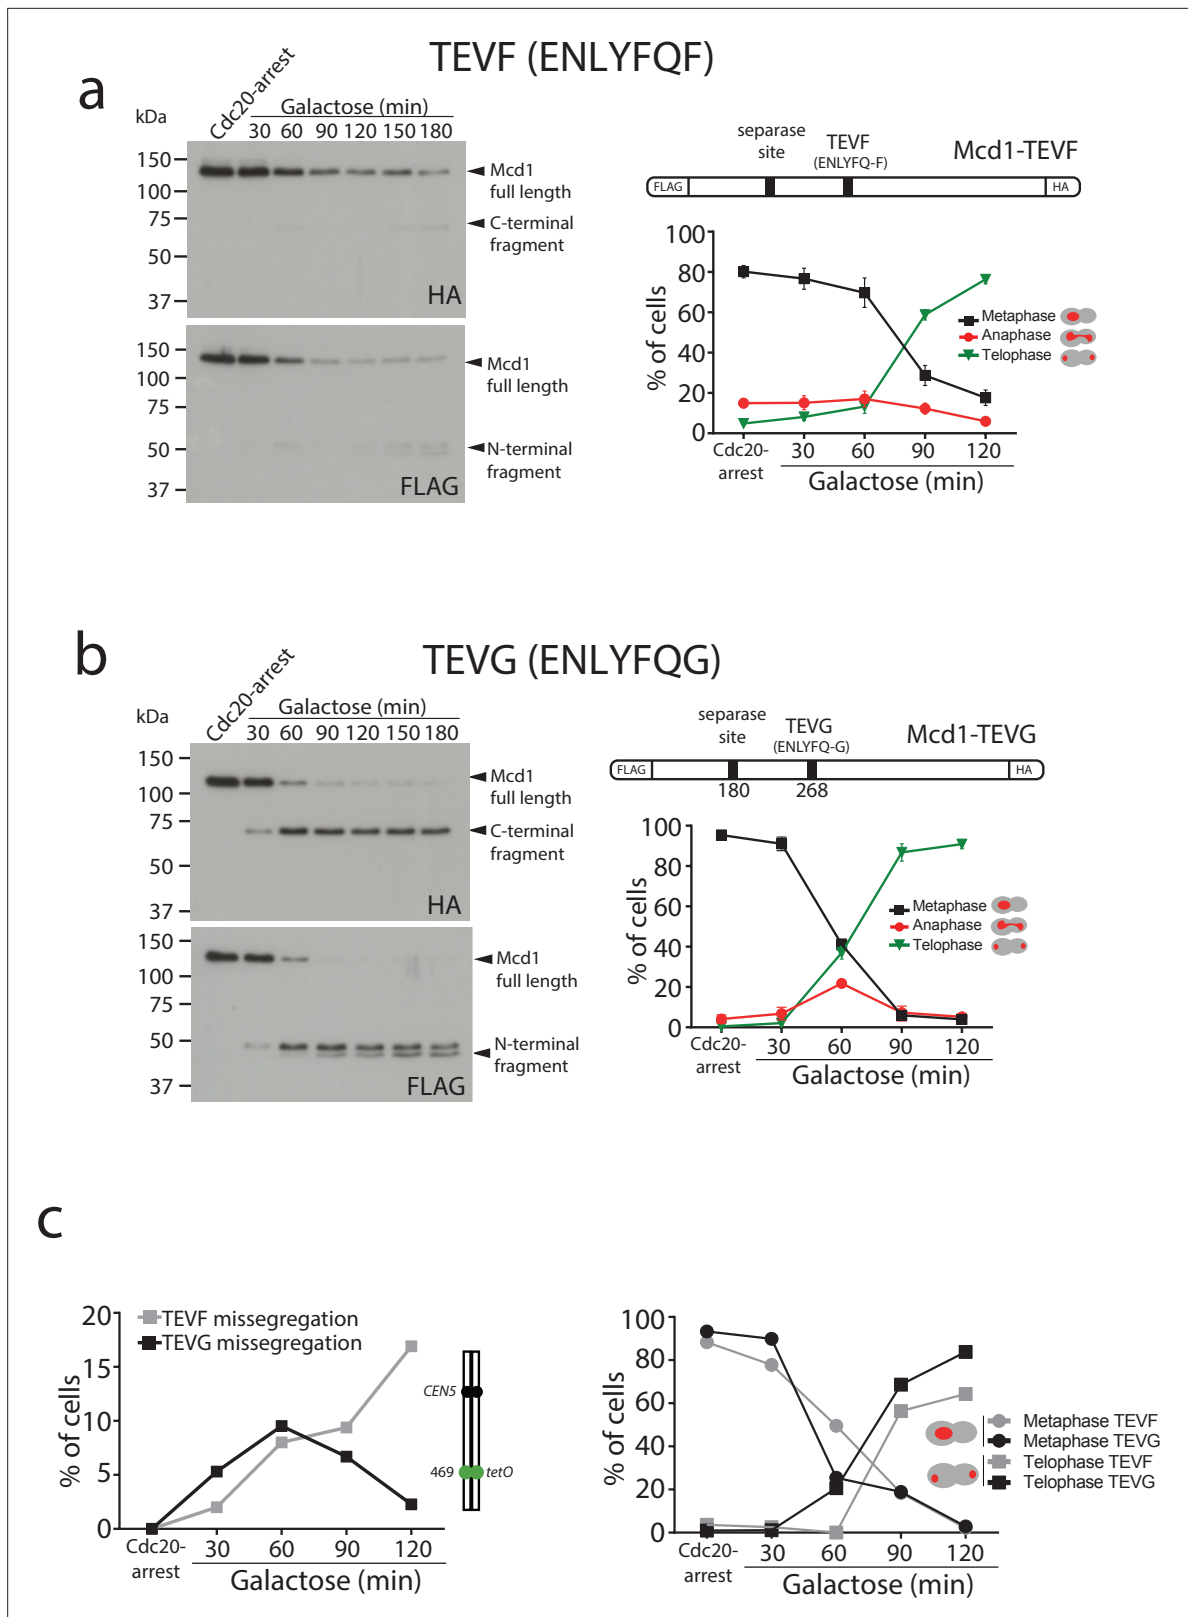 TEVF (ENLYFQF)
a
Cdc20-arrest
Galactose (min)
kDa
30 60 90 120 150 180
150
100
75
50
37
Mcd1
full length
C-terminal
fragment
HA
150
100
75
50
37
Mcd1
full length
N-terminal
fragment
FLAG
separase
site
TEVF
(ENLYFQ-F)
Mcd1-TEVF
FLAG
HA
% of cells
100
80
60
40
20
0
Metaphase
Anaphase
Telophase
Cdc20-
arrest
30 60 90 120
Galactose (min)
b
TEVG (ENLYFQG)
Cdc20-arrest
Galactose (min)
kDa
30 60 90 120 150 180
150
100
75
50
37
Mcd1
full length
C-terminal
fragment
HA
150
100
75
50
37
Mcd1
full length
N-terminal
fragment
FLAG
separase
site
TEVG
(ENLYFQ-G)
Mcd1-TEVG
FLAG
HA
180
268
% of cells
100
80
60
40
20
0
Metaphase
Anaphase
Telophase
Cdc20-
arrest
30 60 90 120
Galactose (min)
c
% of cells
20
15
10
5
0
TEVF missegregation
TEVG missegregation
CEN5
469
tetO
Cdc20-
arrest
30 60 90 120
Galactose (min)
% of cells
100
80
60
40
20
0
Metaphase TEVF
Metaphase TEVG
Telophase TEVF
Telophase TEVG
Cdc20-
arrest
30 60 90 120
Galactose (min)